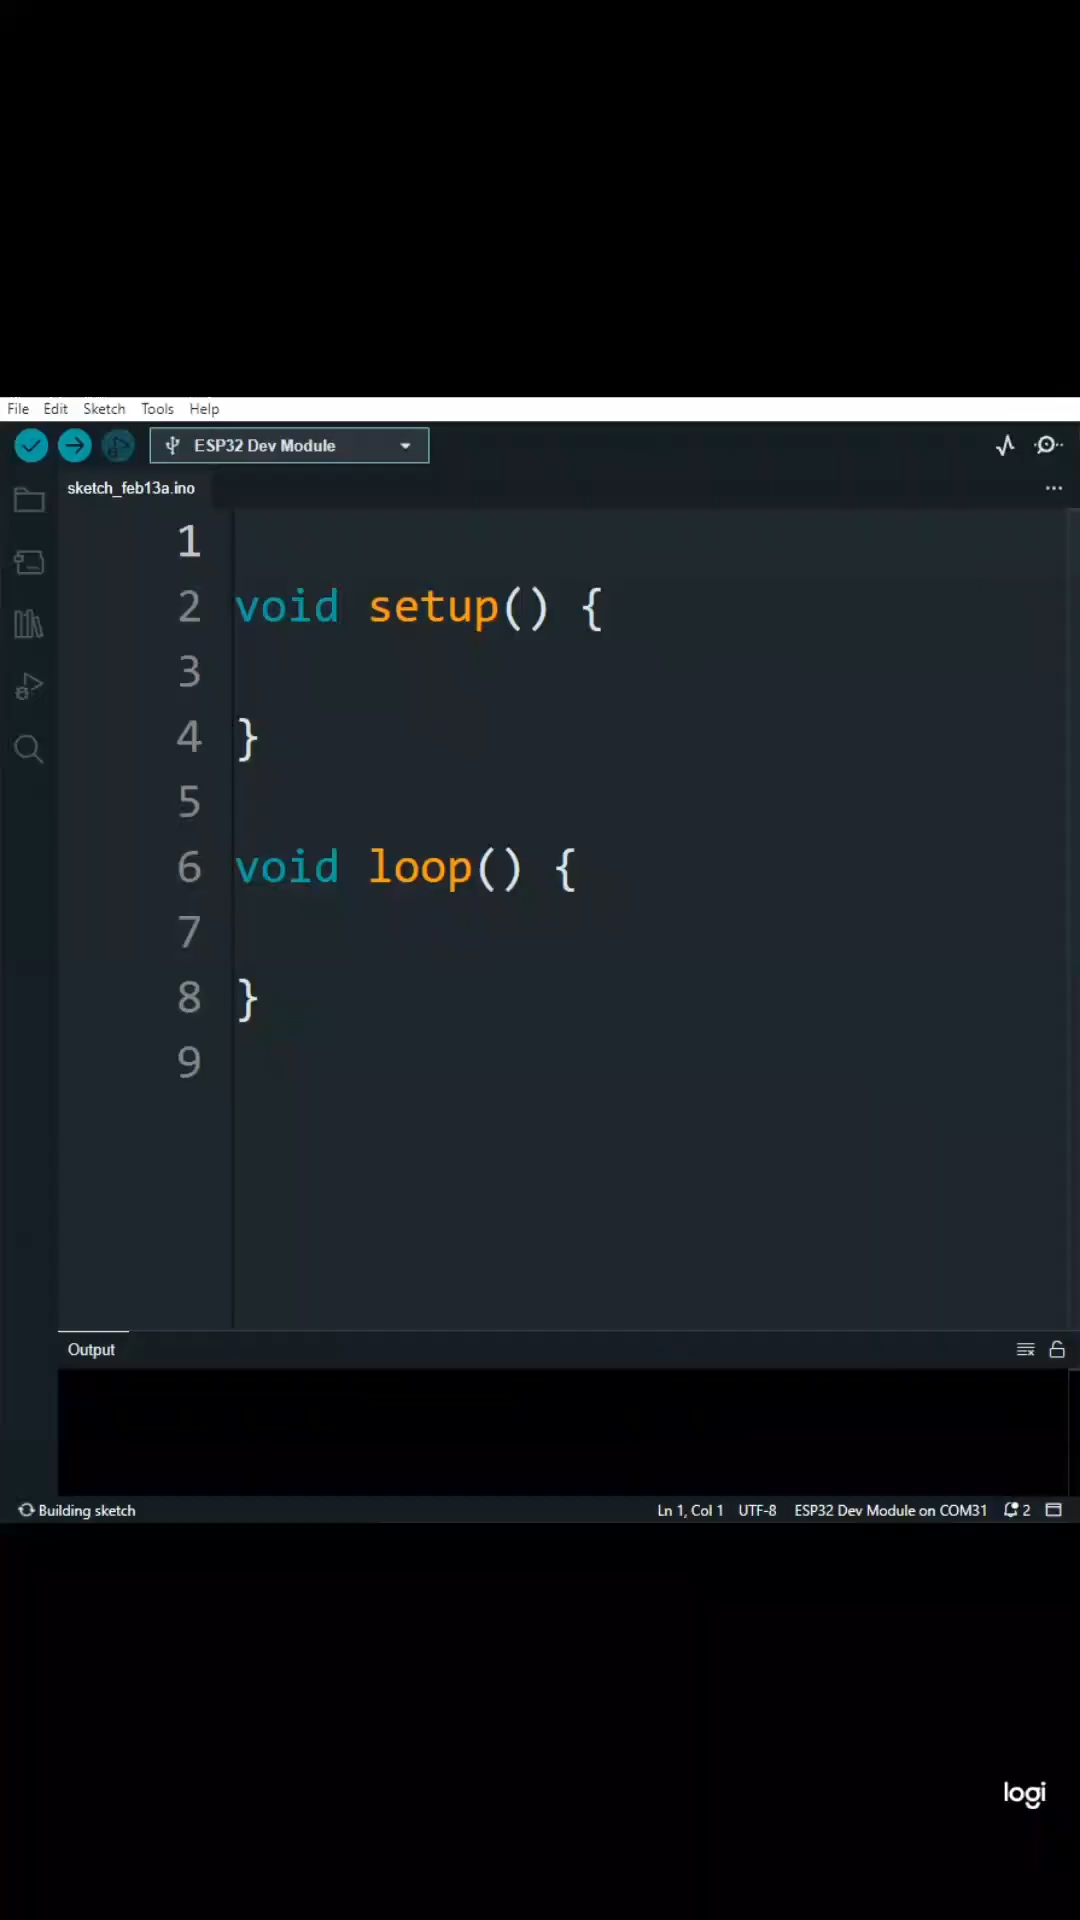 File Edit Sketch Tools Help
ESP32 Dev Module
sketch_feb13a.ino
1
2 void setup() {
3
4 }
5
6 void loop() {
7
8 }
9
Output
Building sketch Ln 1, Col 1 UTF-8 ESP32 Dev Module on COM31 2
logi